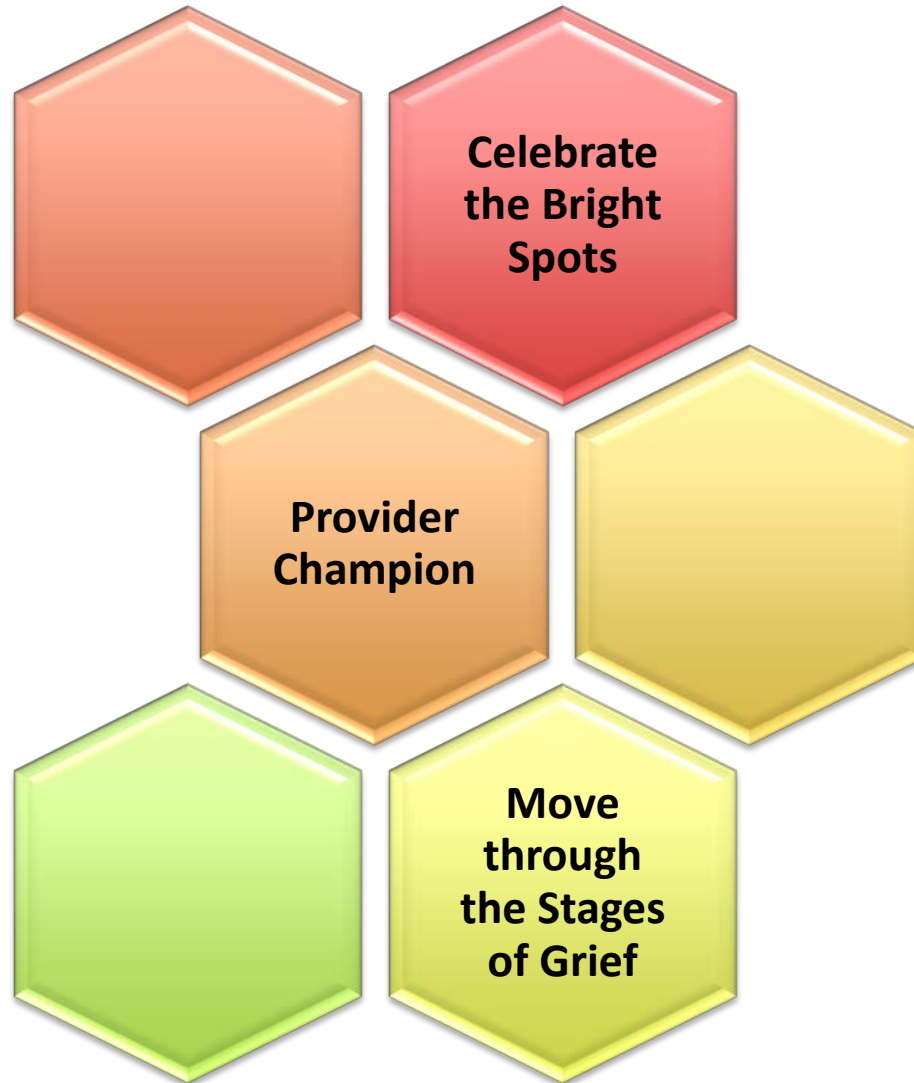 Celebrate
the Bright
Spots
Provider
Champion
Move
through
the Stages
of Grief